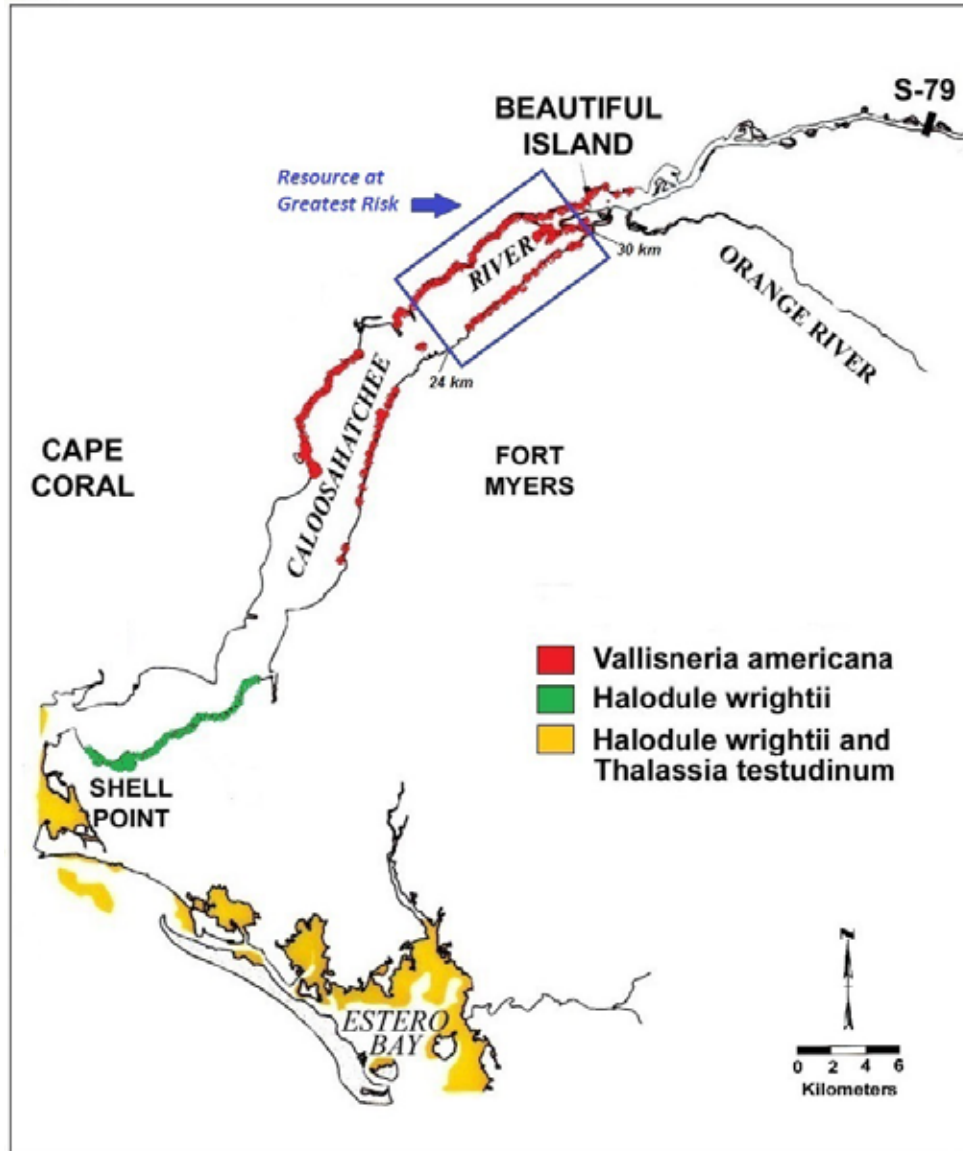 S-79
BEAUTIFUL
ISLAND
Resource at
Greatest Risk
RIVER
30 km
ORANGE RIVER
24 km
CALOOSAHATCHEE
CAPE
CORAL
FORT
MYERS
Vallisneria americana
Halodule wrightii
Halodule wrightii and
Thalassia testudinum
SHELL
POINT
ESTERO
BAY
N
0 2 4 6
Kilometers